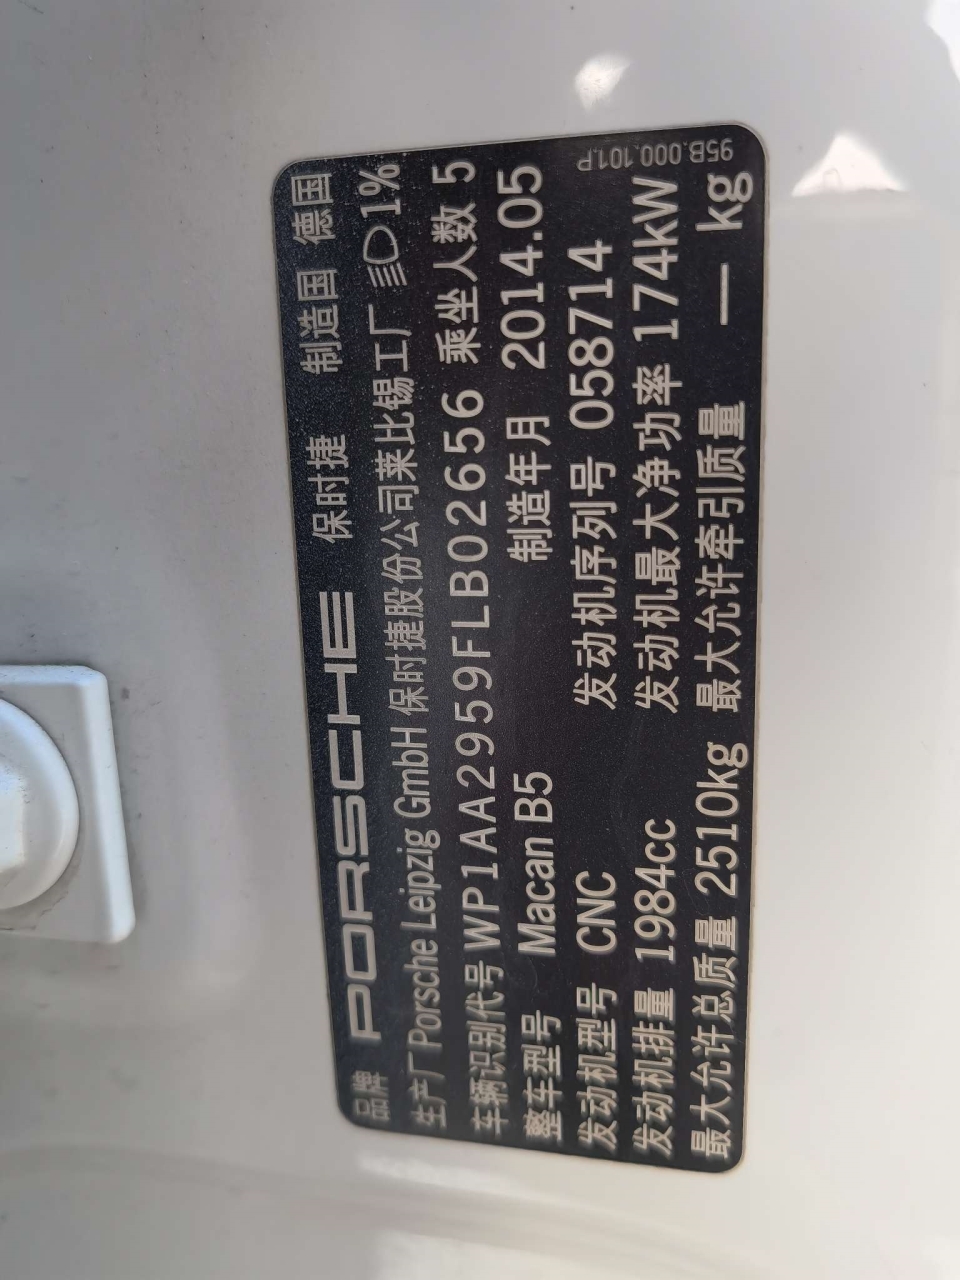 品牌 PORSCHE 保时捷 制造国 德国
生产厂 Porsche Leipzig GmbH 保时捷股份公司莱比锡工厂 1%
车辆识别代号 WP1AA2959FLB02656 乘坐人数 5
整车型号 Macan B5 制造年月 2014.05
发动机型号 CNC 发动机序列号 058714
发动机排量 1984cc 发动机最大净功率 174kW
最大允许总质量 2510kg 最大允许牵引质量 — kg
95B.000.101.P